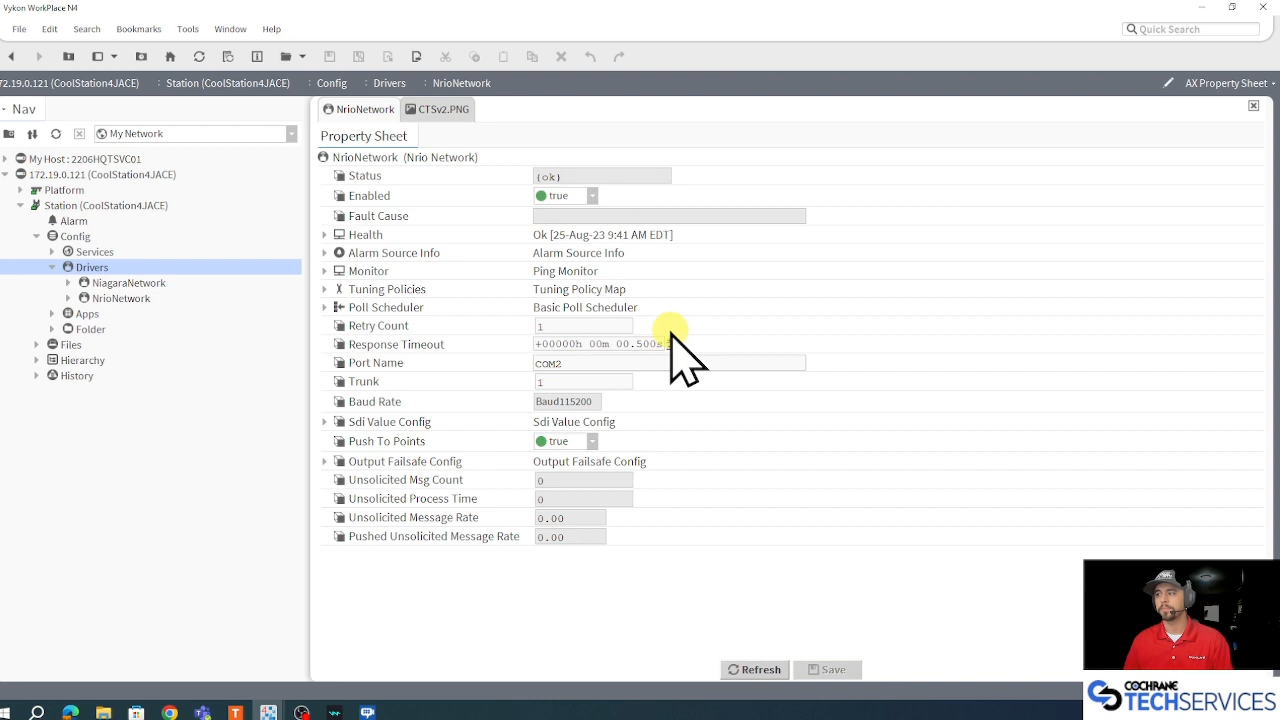 Vykon WorkPlace N4
File Edit Search Bookmarks Tools Window Help
Quick Search
72.19.0.121 (CoolStation4JACE) Station (CoolStation4JACE) Config Drivers NrioNetwork AX Property Sheet
Nav
NrioNetwork CTSv2.PNG
My Network
Property Sheet
My Host : 2206HQTSVC01
172.19.0.121 (CoolStation4JACE)
Platform
Station (CoolStation4JACE)
Alarm
Config
Services
Drivers
NiagaraNetwork
NrioNetwork
Apps
Folder
Files
Hierarchy
History
NrioNetwork (Nrio Network)
Status {ok}
Enabled true
Fault Cause
Health Ok [25-Aug-23 9:41 AM EDT]
Alarm Source Info Alarm Source Info
Monitor Ping Monitor
Tuning Policies Tuning Policy Map
Poll Scheduler Basic Poll Scheduler
Retry Count 1
Response Timeout +00000h 00m 00.500s
Port Name COM2
Trunk 1
Baud Rate Baud115200
Sdi Value Config Sdi Value Config
Push To Points true
Output Failsafe Config Output Failsafe Config
Unsolicited Msg Count 0
Unsolicited Process Time 0
Unsolicited Message Rate 0.00
Pushed Unsolicited Message Rate 0.00
Refresh Save
COCHRANE
TECHSERVICES